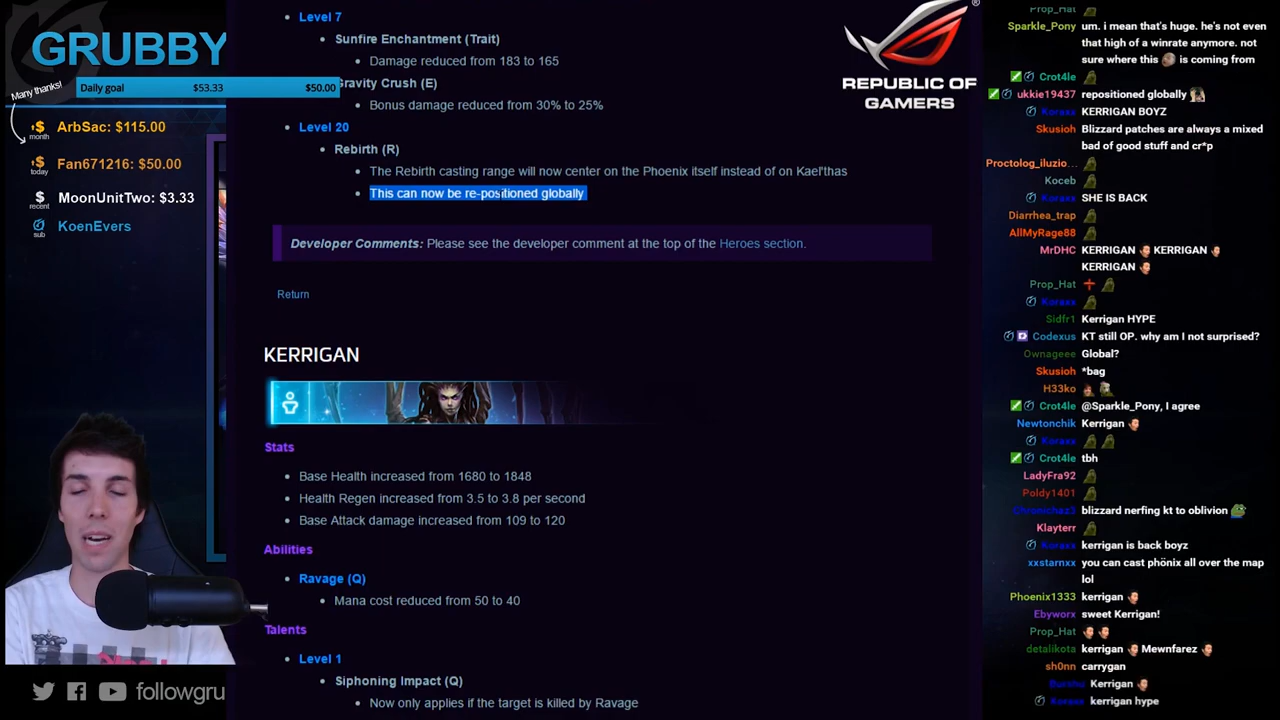 GRUBBY
Many thanks!
Daily goal $53.33 $50.00
month ArbSac: $115.00
today Fan671216: $50.00
recent MoonUnitTwo: $3.33
sub KoenEvers
followgru
Level 7
Sunfire Enchantment (Trait)
Damage reduced from 183 to 165
Gravity Crush (E)
Bonus damage reduced from 30% to 25%
Level 20
Rebirth (R)
The Rebirth casting range will now center on the Phoenix itself instead of on Kael'thas
This can now be re-positioned globally
Developer Comments: Please see the developer comment at the top of the Heroes section.
Return
KERRIGAN
Stats
Base Health increased from 1680 to 1848
Health Regen increased from 3.5 to 3.8 per second
Base Attack damage increased from 109 to 120
Abilities
Ravage (Q)
Mana cost reduced from 50 to 40
Talents
Level 1
Siphoning Impact (Q)
Now only applies if the target is killed by Ravage
REPUBLIC OF
GAMERS
Prop_Hat
Sparkle_Pony um. i mean that's huge. he's not even
that high of a winrate anymore. not
sure where this is coming from
Crot4le
ukkie19437 repositioned globally
Koraxx KERRIGAN BOYZ
Skusioh Blizzard patches are always a mixed
bad of good stuff and cr*p
Proctolog_iluzio...
Koceb
Koraxx SHE IS BACK
Diarrhea_trap
AllMyRage88
MrDHC KERRIGAN KERRIGAN
KERRIGAN
Prop_Hat
Koraxx
Sidfr1 Kerrigan HYPE
Codexus KT still OP. why am I not surprised?
Ownageee Global?
Skusioh *bag
H33ko
Crot4le @Sparkle_Pony, I agree
Newtonchik Kerrigan
Koraxx
Crot4le tbh
LadyFra92
Poldy1401
Chronichaz3 blizzard nerfing kt to oblivion
Klayterr
Koraxx kerrigan is back boyz
xxstarnxx you can cast phönix all over the map
lol
Phoenix1333 kerrigan
Ebyworx sweet Kerrigan!
Prop_Hat
detalikota kerrigan Mewnfarez
sh0nn carrygan
Kerrigan
Koraxx kerrigan hype